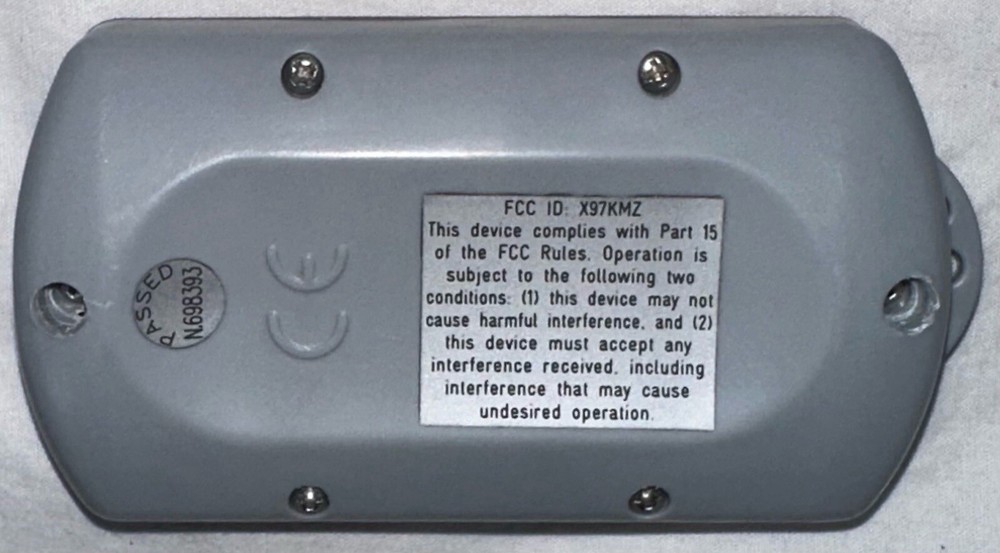 PASSED
N.698393
CE
FCC ID: X97KMZ
This device complies with Part 15
of the FCC Rules. Operation is
subject to the following two
conditions: (1) this device may not
cause harmful interference, and (2)
this device must accept any
interference received, including
interference that may cause
undesired operation.